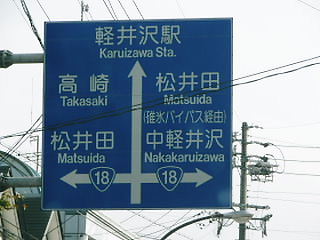 軽井沢駅
Karuizawa Sta.
高崎
Takasaki
松井田
Matsuida
(碓氷バイパス経由)
松井田
Matsuida
中軽井沢
Nakakaruizawa
18
18